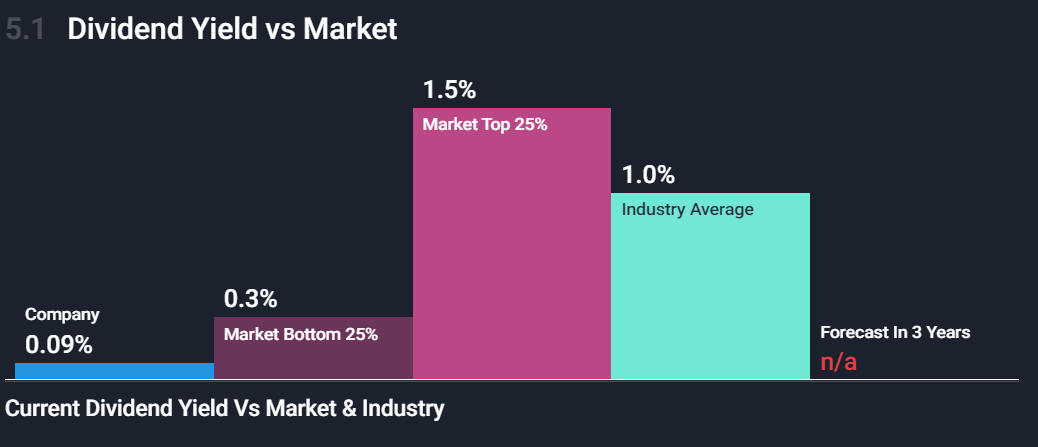 5.1 Dividend Yield vs Market
1.5%
Market Top 25%
1.0%
Industry Average
0.3%
Market Bottom 25%
Company
0.09%
Forecast In 3 Years
n/a
Current Dividend Yield Vs Market & Industry